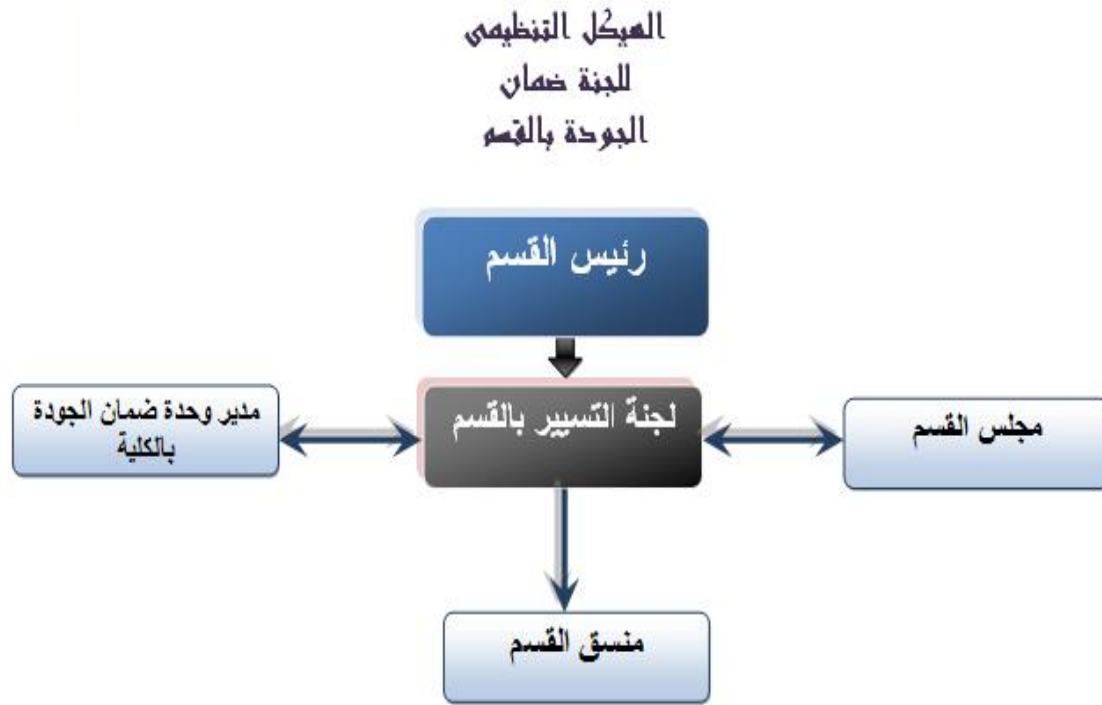 الهيكل التنظيمى
للجنة ضمان
الجودة بالقسم
رئيس القسم
لجنة التسيير بالقسم
مجلس القسم
مدير وحدة ضمان الجودة
بالكلية
منسق القسم